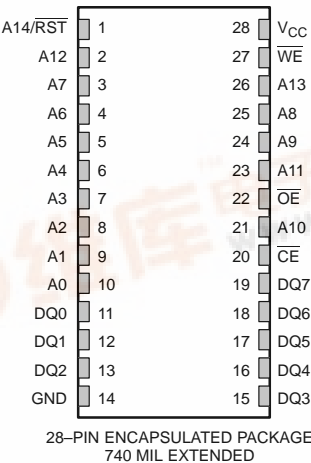 A14/RST 1 28 VCC
A12 2 27 WE
A7 3 26 A13
A6 4 25 A8
A5 5 24 A9
A4 6 23 A11
A3 7 22 OE
A2 8 21 A10
A1 9 20 CE
A0 10 19 DQ7
DQ0 11 18 DQ6
DQ1 12 17 DQ5
DQ2 13 16 DQ4
GND 14 15 DQ3
28–PIN ENCAPSULATED PACKAGE
740 MIL EXTENDED